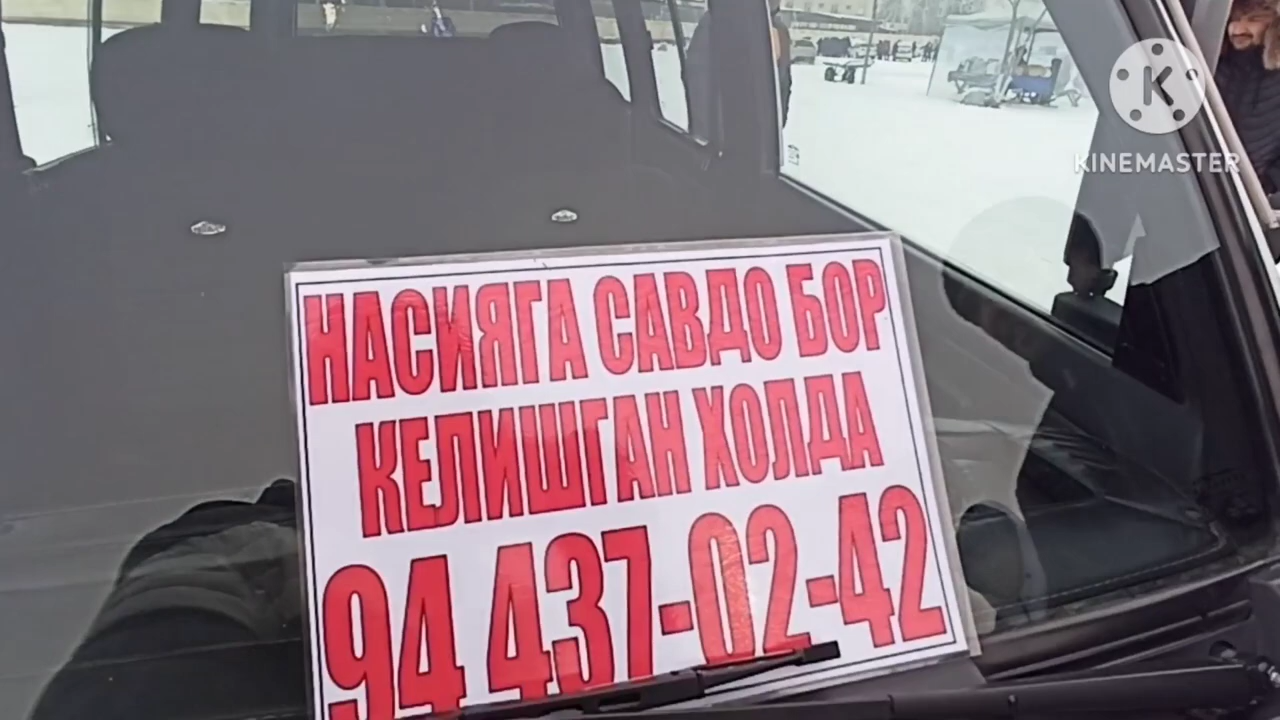 НАСИЯГА САВДО БОР
КЕЛИШГАН ХОЛДА
94 437-02-42
K
KINEMASTER